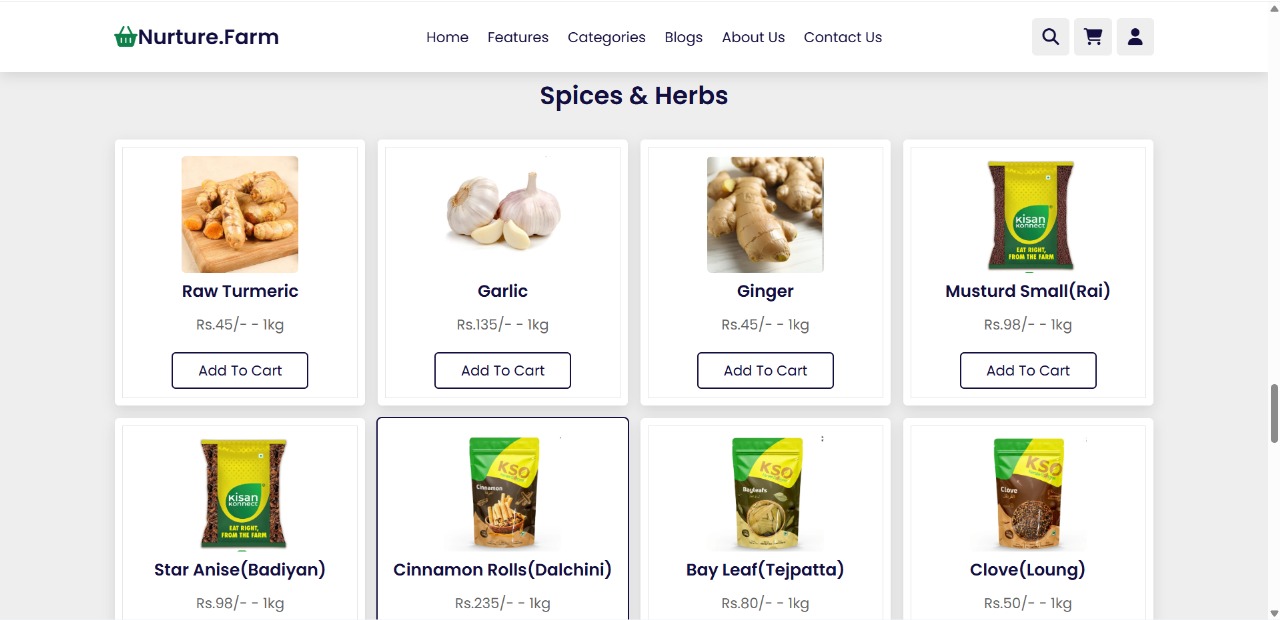 Nurture.Farm
Home Features Categories Blogs About Us Contact Us
Spices & Herbs
Raw Turmeric
Rs.45/- - 1kg
Add To Cart
Garlic
Rs.135/- - 1kg
Add To Cart
Ginger
Rs.45/- - 1kg
Add To Cart
kisan
konnect
EAT RIGHT,
FROM THE FARM
Musturd Small(Rai)
Rs.98/- - 1kg
Add To Cart
kisan
konnect
EAT RIGHT,
FROM THE FARM
Star Anise(Badiyan)
Rs.98/- - 1kg
KSO
Cinnamon
Cinnamon Rolls(Dalchini)
Rs.235/- - 1kg
KSO
Bayleafs
Bay Leaf(Tejpatta)
Rs.80/- - 1kg
KSO
Clove
Clove(Loung)
Rs.50/- - 1kg